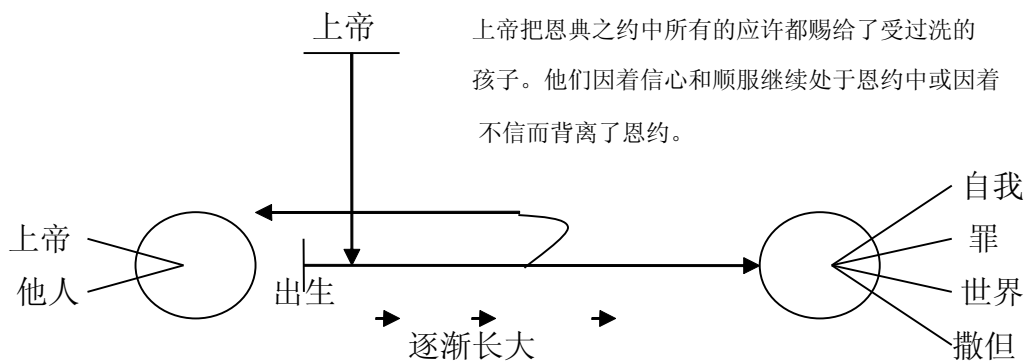 上帝
上帝把恩典之约中所有的应许都赐给了受过洗的
孩子。他们因着信心和顺服继续处于恩约中或因着
不信而背离了恩约。
自我
上帝
罪
他人
出生
世界
逐渐长大
撒但